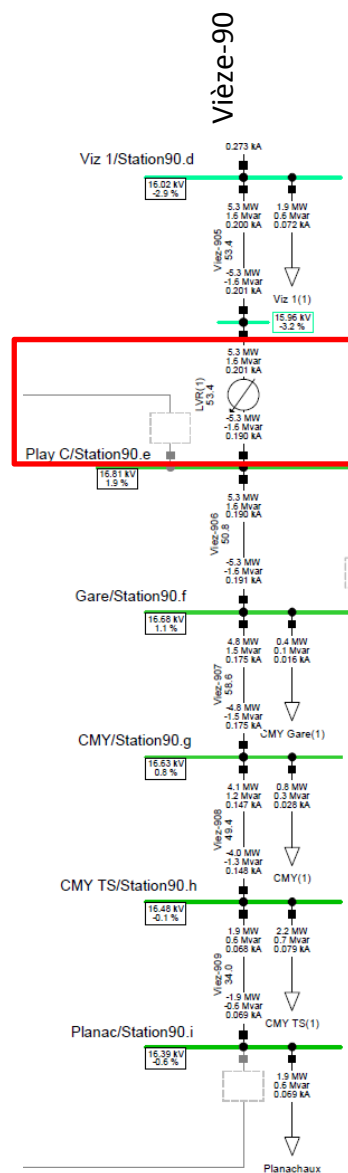 Vièze-90
0.273 kA
Viz 1/Station90.d
16.02 kV
-2.9 %
5.3 MW
1.6 Mvar
0.200 kA
1.9 MW
0.6 Mvar
0.072 kA
Viez-905
53.4
-5.3 MW
-1.6 Mvar
0.201 kA
Viz 1(1)
15.96 kV
-3.2 %
5.3 MW
1.6 Mvar
0.201 kA
LVR(1)
53.4
-5.3 MW
-1.6 Mvar
0.190 kA
Play C/Station90.e
16.81 kV
1.9 %
5.3 MW
1.6 Mvar
0.190 kA
Viez-906
50.8
-5.3 MW
-1.6 Mvar
0.191 kA
Gare/Station90.f
16.68 kV
1.1 %
4.8 MW
1.5 Mvar
0.175 kA
0.4 MW
0.1 Mvar
0.016 kA
Viez-907
58.6
-4.8 MW
-1.5 Mvar
0.175 kA
CMY Gare(1)
CMY/Station90.g
16.63 kV
0.8 %
4.1 MW
1.2 Mvar
0.147 kA
0.8 MW
0.3 Mvar
0.028 kA
Viez-908
49.4
-4.0 MW
-1.3 Mvar
0.148 kA
CMY(1)
CMY TS/Station90.h
16.48 kV
-0.1 %
1.9 MW
0.6 Mvar
0.068 kA
2.2 MW
0.7 Mvar
0.079 kA
Viez-909
34.0
-1.9 MW
-0.6 Mvar
0.069 kA
CMY TS(1)
Planac/Station90.i
16.39 kV
-0.6 %
1.9 MW
0.6 Mvar
0.069 kA
Planachaux